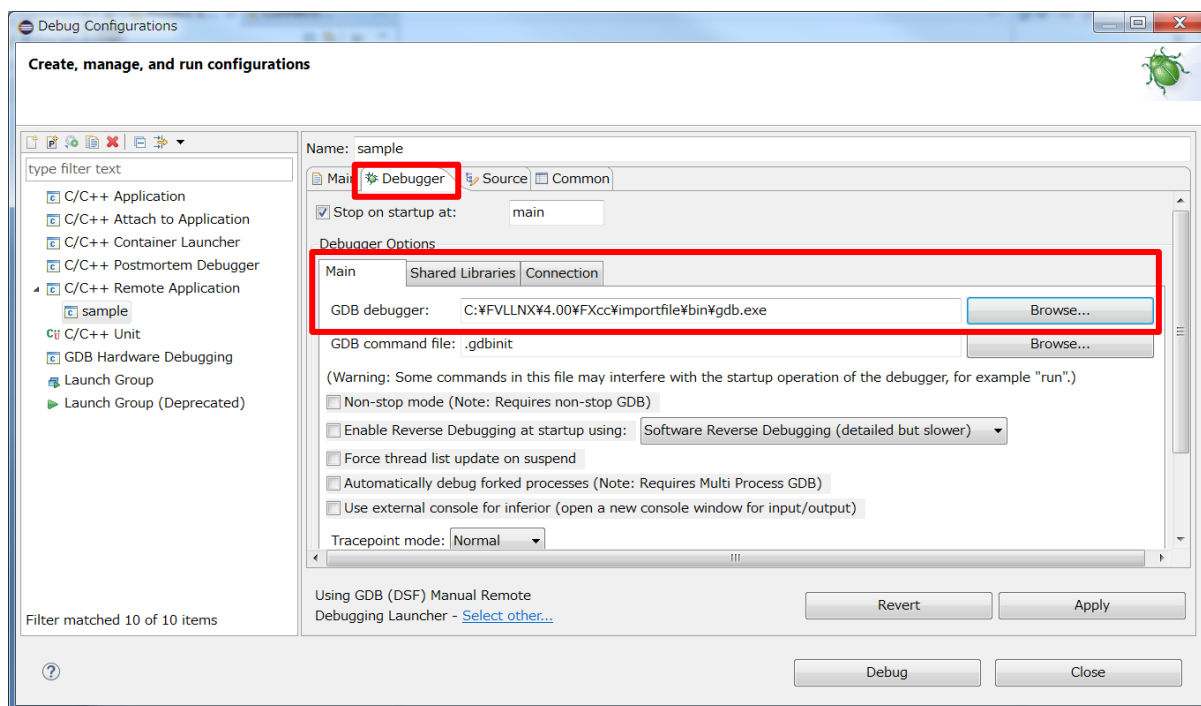 Debug Configurations
Create, manage, and run configurations
type filter text
C/C++ Application
C/C++ Attach to Application
C/C++ Container Launcher
C/C++ Postmortem Debugger
C/C++ Remote Application
sample
C/C++ Unit
GDB Hardware Debugging
Launch Group
Launch Group (Deprecated)
Filter matched 10 of 10 items
Name: sample
Main Debugger Source Common
Stop on startup at: main
Debugger Options
Main Shared Libraries Connection
GDB debugger: C:¥FVLLNX¥4.00¥FXcc¥importfile¥bin¥gdb.exe Browse...
GDB command file: .gdbinit Browse...
(Warning: Some commands in this file may interfere with the startup operation of the debugger, for example "run".)
Non-stop mode (Note: Requires non-stop GDB)
Enable Reverse Debugging at startup using: Software Reverse Debugging (detailed but slower)
Force thread list update on suspend
Automatically debug forked processes (Note: Requires Multi Process GDB)
Use external console for inferior (open a new console window for input/output)
Tracepoint mode: Normal
Using GDB (DSF) Manual Remote
Debugging Launcher - Select other...
Revert Apply
Debug Close